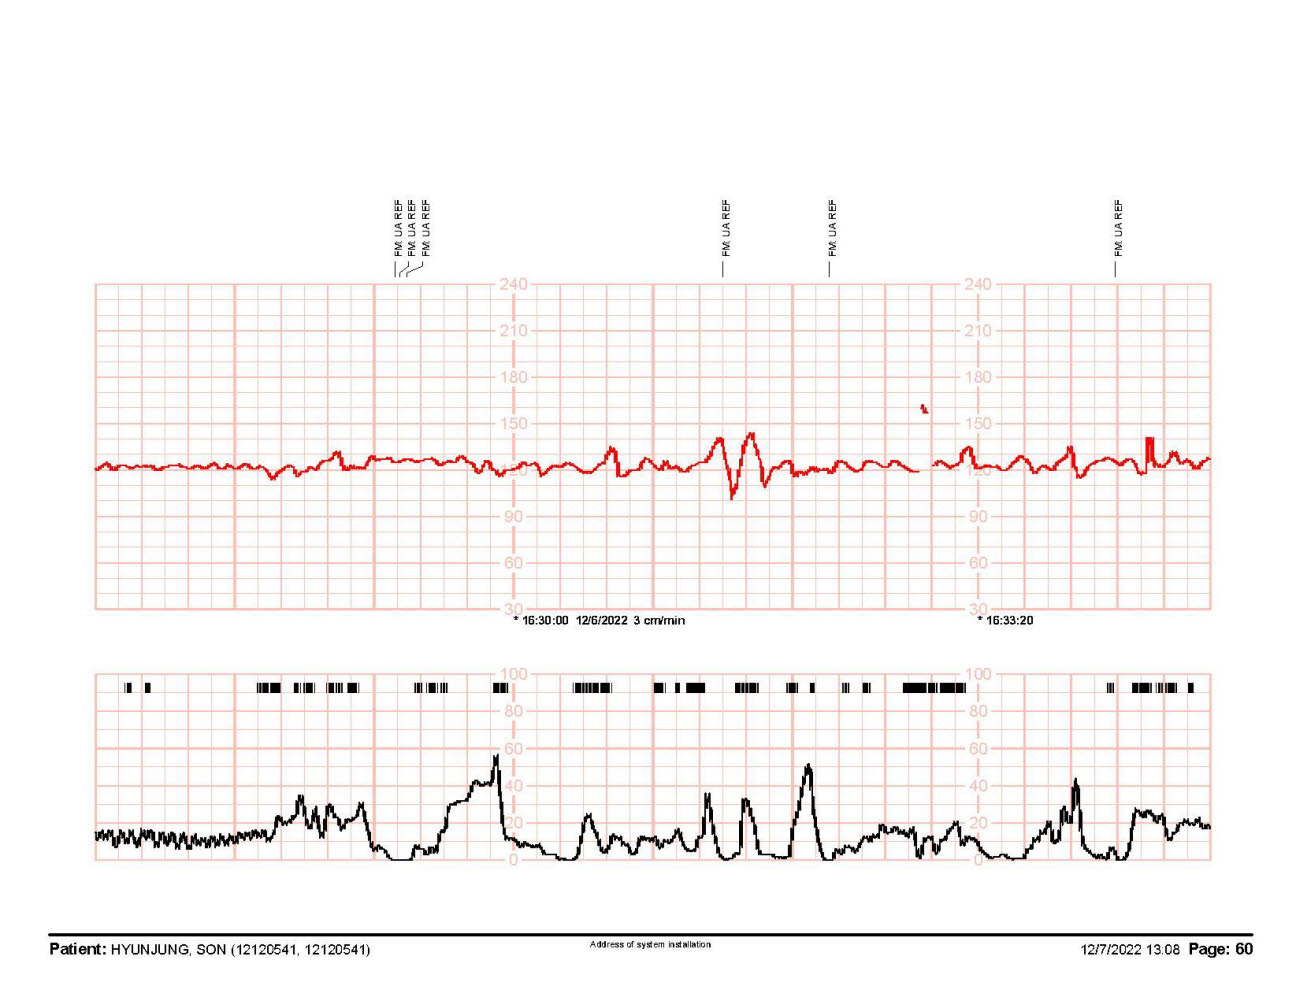 FM: UA REF
FM: UA REF
FM: UA REF
FM: UA REF
FM: UA REF
FM: UA REF
240 240
210 210
180 180
150 150
120 120
90 90
60 60
30 30
* 16:30:00 12/6/2022 3 cm/min * 16:33:20
100 100
80 80
60 60
40 40
20 20
0 0
Patient: HYUNJUNG, SON (12120541, 12120541) Address of system installation 12/7/2022 13:08 Page: 60